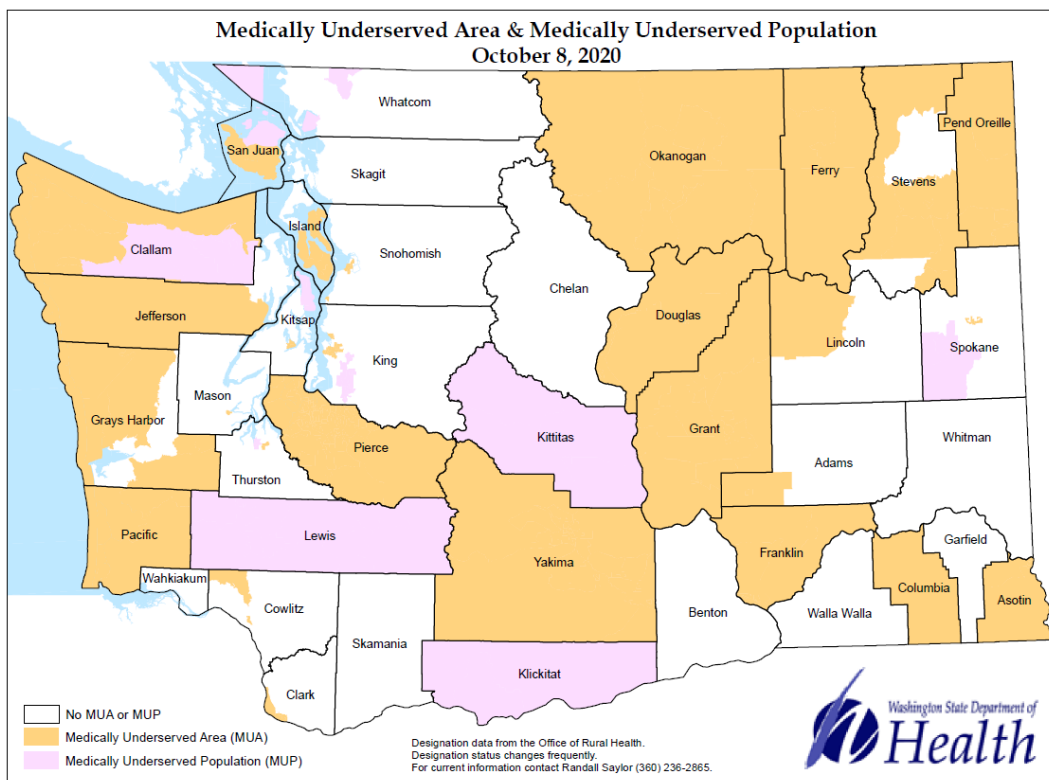 Medically Underserved Area & Medically Underserved Population
October 8, 2020
Whatcom
San Juan
Skagit
Okanogan
Ferry
Pend Oreille
Stevens
Island
Clallam
Snohomish
Chelan
Jefferson
Kitsap
King
Douglas
Lincoln
Spokane
Mason
Grays Harbor
Kittitas
Grant
Pierce
Whitman
Adams
Thurston
Pacific
Lewis
Yakima
Franklin
Garfield
Wahkiakum
Columbia
Asotin
Cowlitz
Benton
Walla Walla
Skamania
Klickitat
Clark
No MUA or MUP
Medically Underserved Area (MUA)
Medically Underserved Population (MUP)
Designation data from the Office of Rural Health.
Designation status changes frequently.
For current information contact Randall Saylor (360) 236-2865.
Washington State Department of
Health